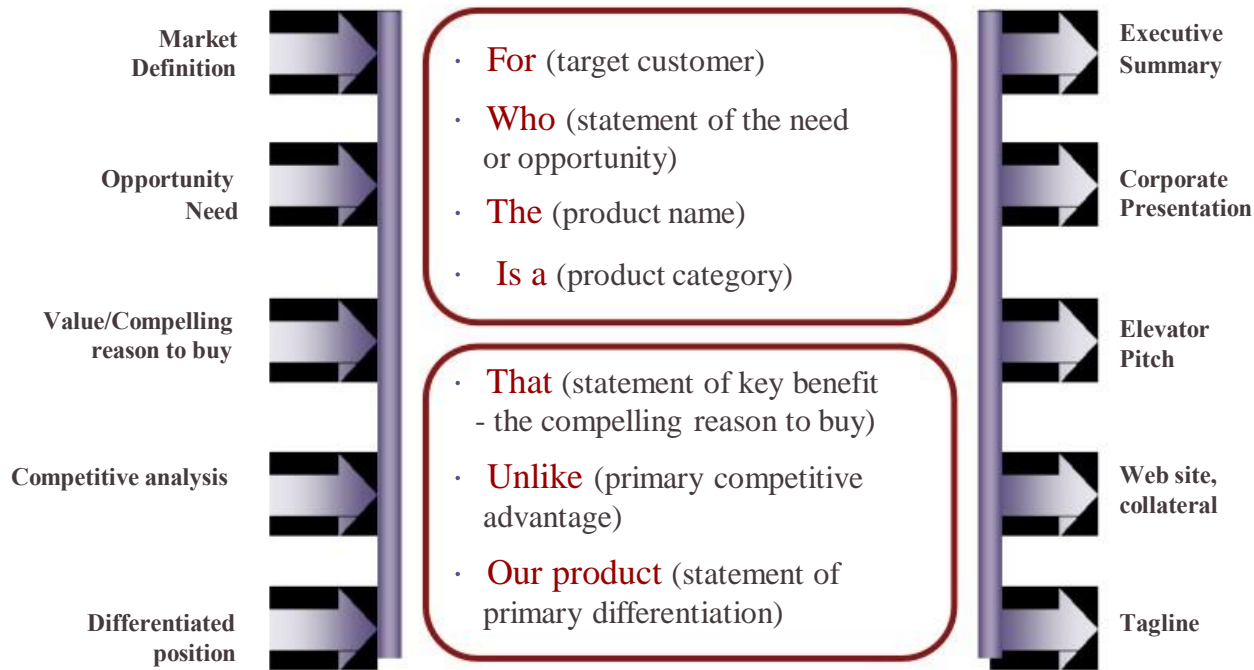 Market
Definition
Opportunity
Need
Value/Compelling
reason to buy
Competitive analysis
Differentiated
position
· For (target customer)
· Who (statement of the need
or opportunity)
· The (product name)
· Is a (product category)
· That (statement of key benefit
- the compelling reason to buy)
· Unlike (primary competitive
advantage)
· Our product (statement of
primary differentiation)
Executive
Summary
Corporate
Presentation
Elevator
Pitch
Web site,
collateral
Tagline